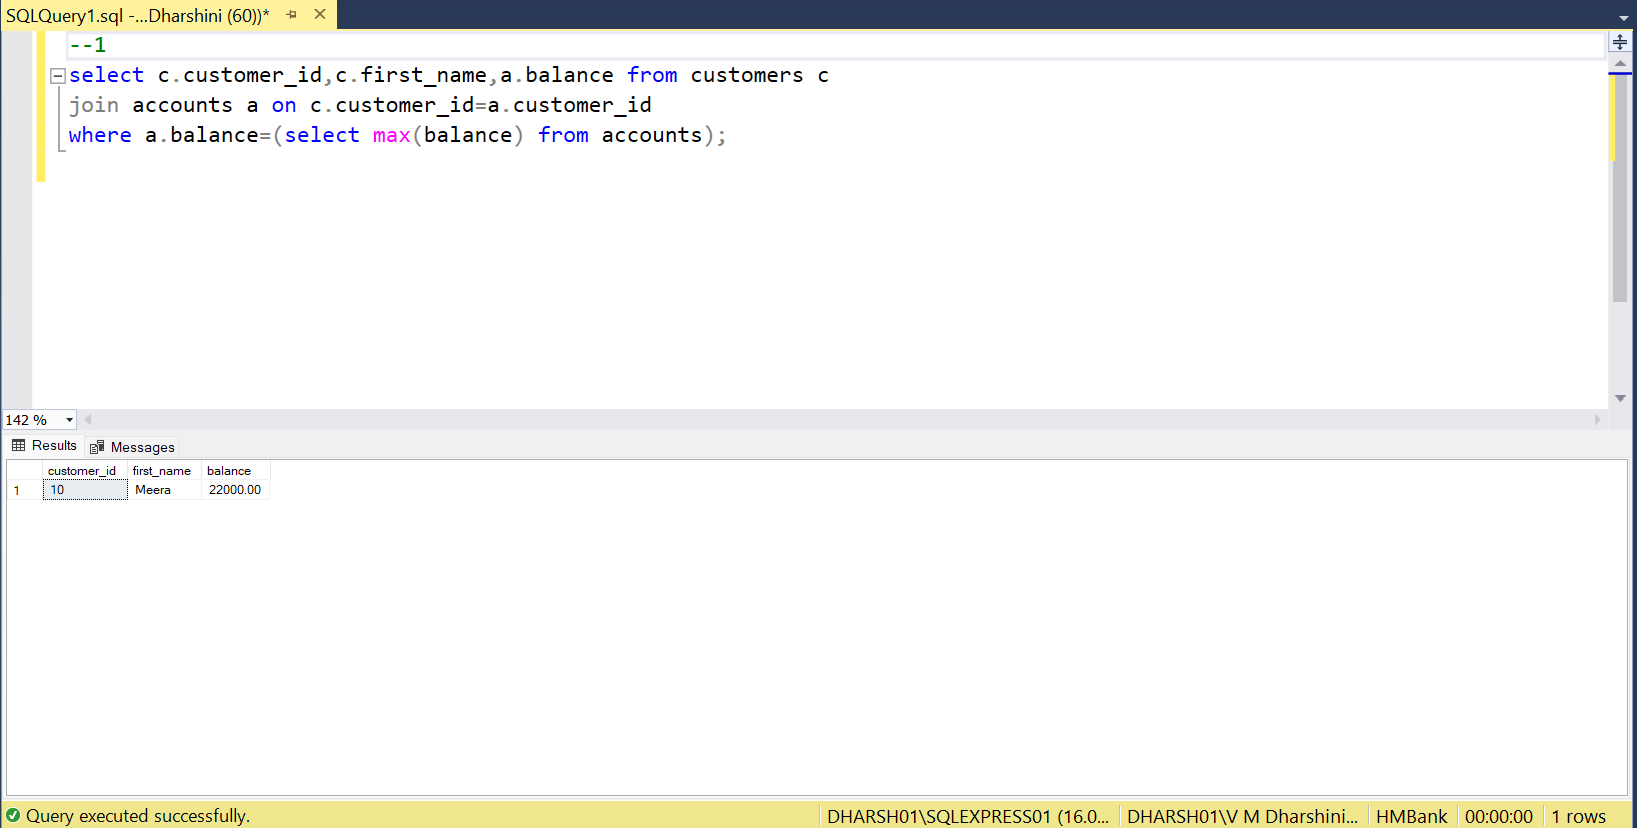 SQLQuery1.sql -...Dharshini (60))*
--1
select c.customer_id,c.first_name,a.balance from customers c
join accounts a on c.customer_id=a.customer_id
where a.balance=(select max(balance) from accounts);
142 %
Results Messages
customer_id first_name balance
1 10 Meera 22000.00
Query executed successfully. DHARSH01\SQLEXPRESS01 (16.0... DHARSH01\V M Dharshini... HMBank 00:00:00 1 rows